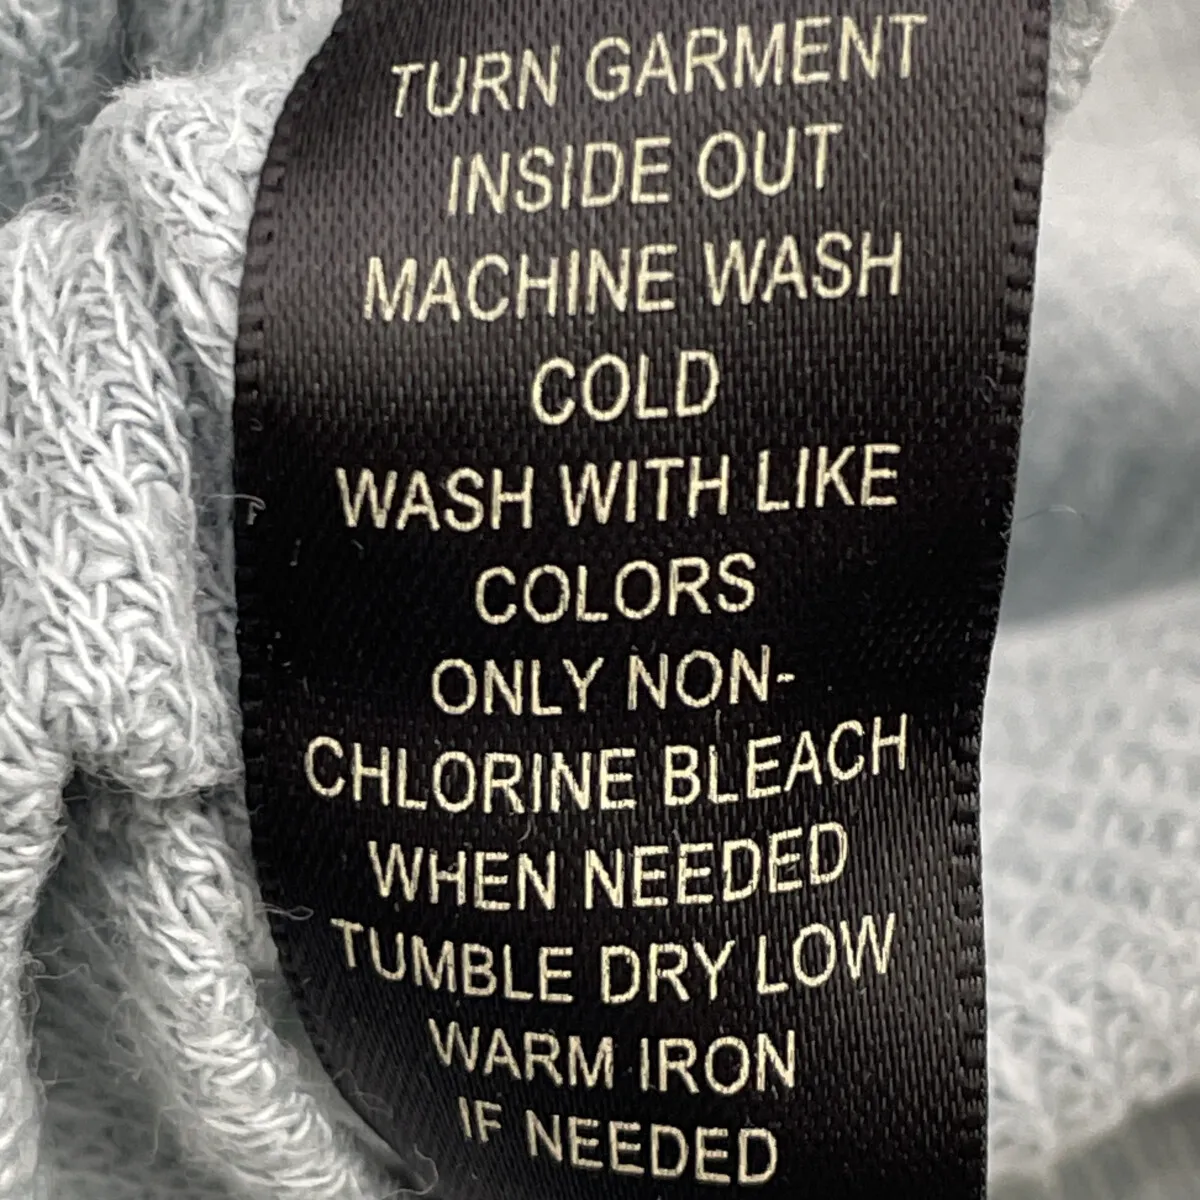 TURN GARMENT
INSIDE OUT
MACHINE WASH
COLD
WASH WITH LIKE
COLORS
ONLY NON-
CHLORINE BLEACH
WHEN NEEDED
TUMBLE DRY LOW
WARM IRON
IF NEEDED